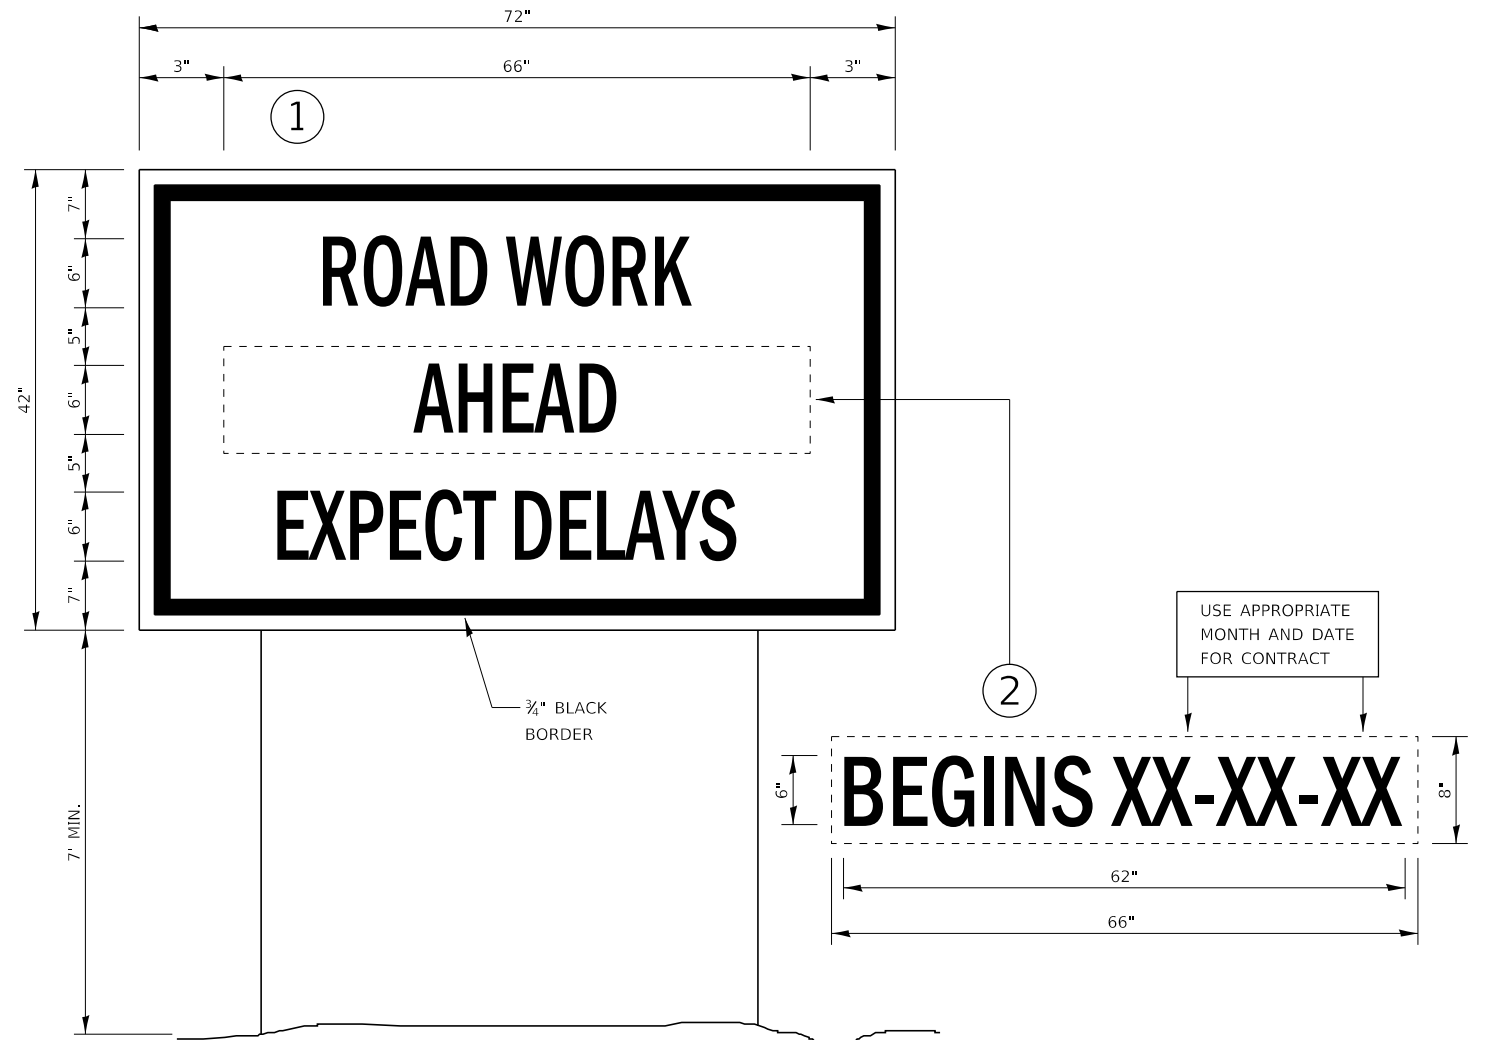 72"
3" 66" 3"
1
7"
6"
5"
6"
5"
6"
7"
42"
ROAD WORK
AHEAD
EXPECT DELAYS
¾" BLACK
BORDER
7' MIN.
2
USE APPROPRIATE
MONTH AND DATE
FOR CONTRACT
6"
BEGINS XX-XX-XX
8"
62"
66"